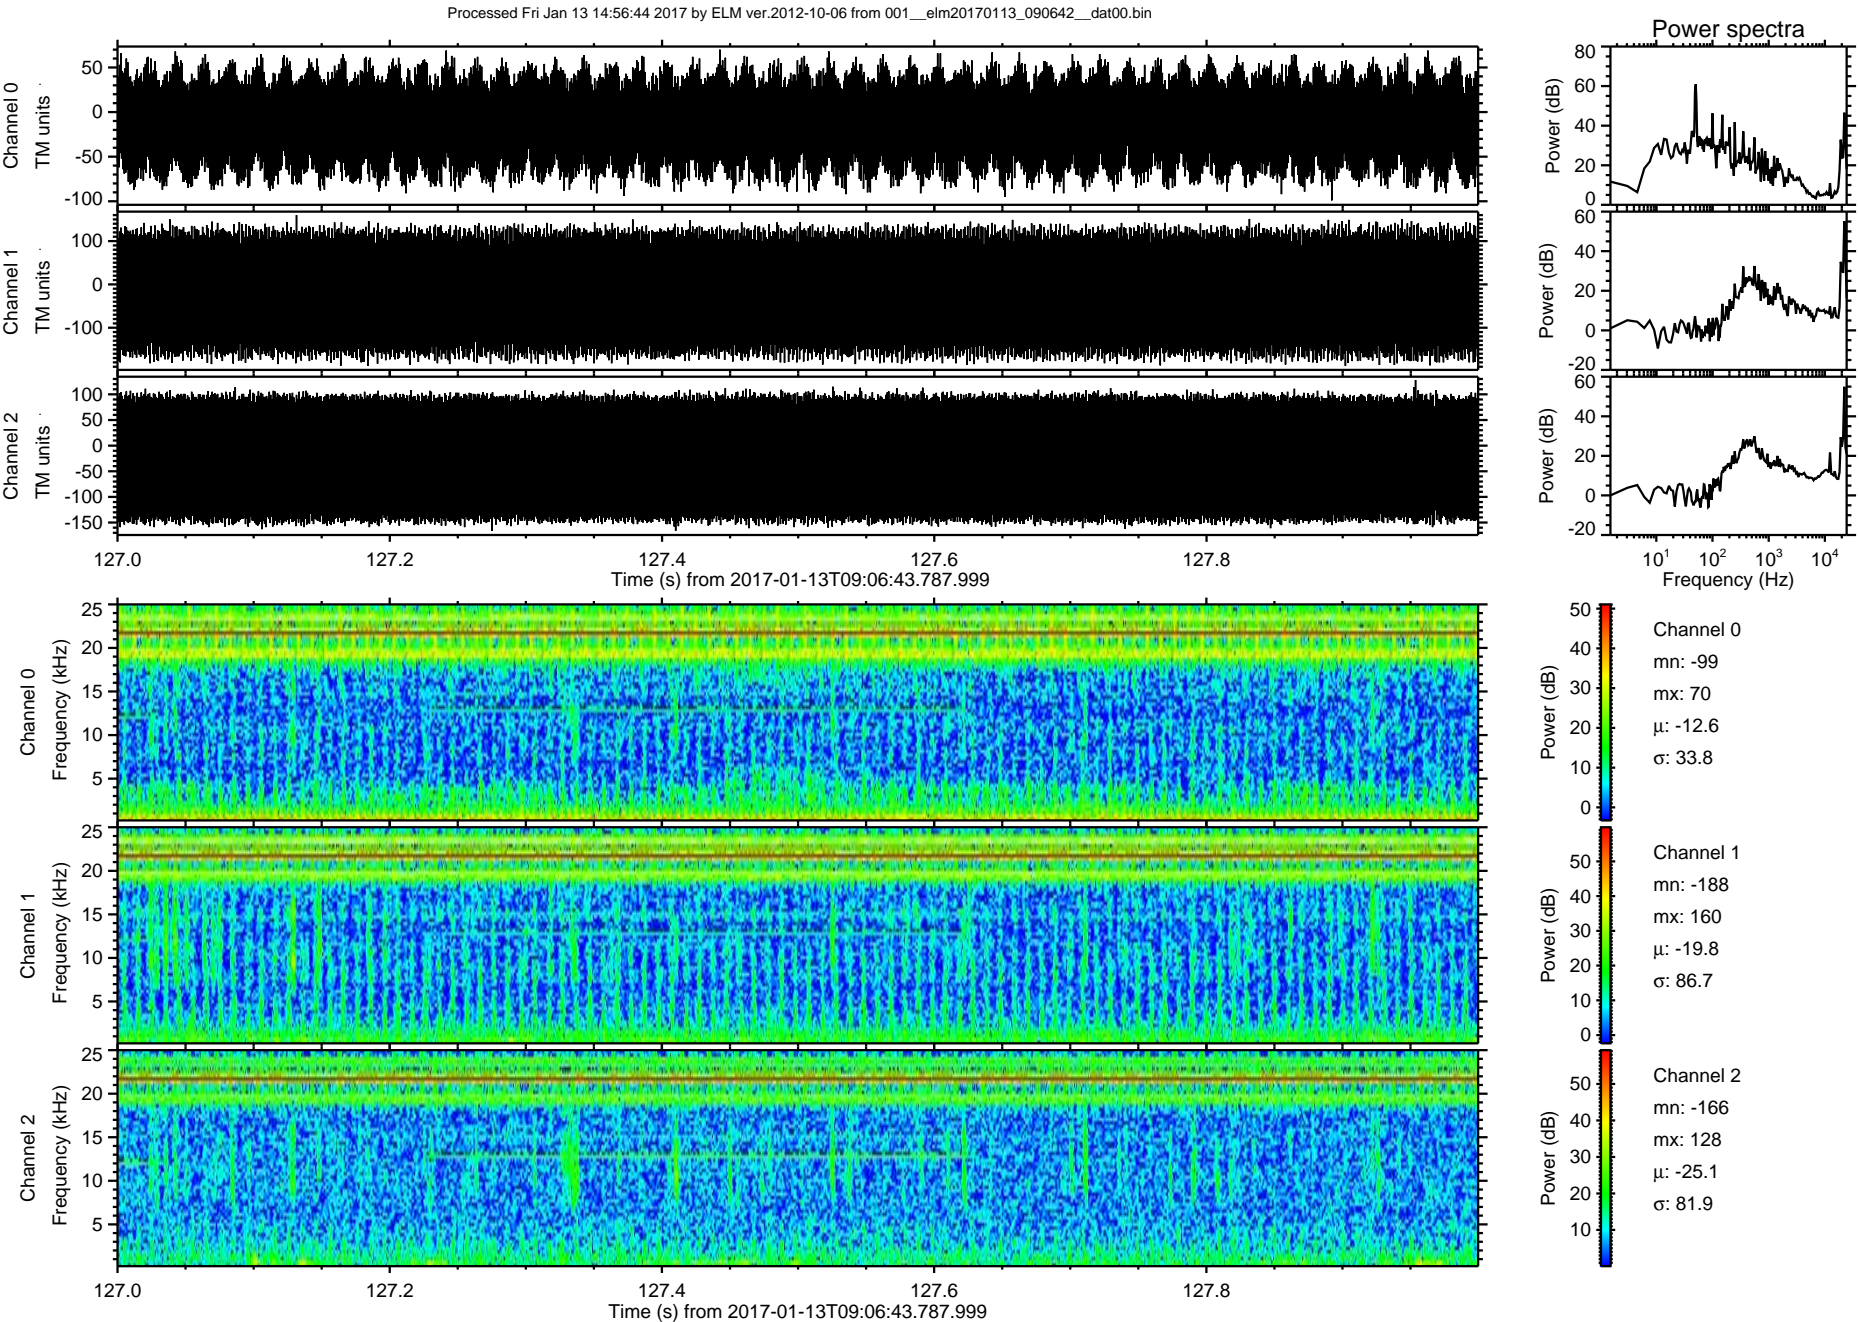 Processed Fri Jan 13 14:56:44 2017 by ELM ver.2012-10-06 from 001__elm20170113_090642__dat00.bin
Power spectra
Channel 0
TM units
50
0
-50
-100
Power (dB)
80
60
40
20
0
Channel 1
TM units
100
0
-100
Power (dB)
60
40
20
0
-20
Channel 2
TM units
100
50
0
-50
-100
-150
Power (dB)
60
40
20
0
-20
127.0
127.2
127.4
127.6
127.8
Time (s) from 2017-01-13T09:06:43.787.999
10¹
10²
10³
10⁴
Frequency (Hz)
Channel 0
Frequency (kHz)
25
20
15
10
5
Power (dB)
50
40
30
20
10
0
Channel 0
mn: -99
mx: 70
μ: -12.6
σ: 33.8
Channel 1
Frequency (kHz)
25
20
15
10
5
Power (dB)
50
40
30
20
10
0
Channel 1
mn: -188
mx: 160
μ: -19.8
σ: 86.7
Channel 2
Frequency (kHz)
25
20
15
10
5
Power (dB)
50
40
30
20
10
Channel 2
mn: -166
mx: 128
μ: -25.1
σ: 81.9
127.0
127.2
127.4
127.6
127.8
Time (s) from 2017-01-13T09:06:43.787.999